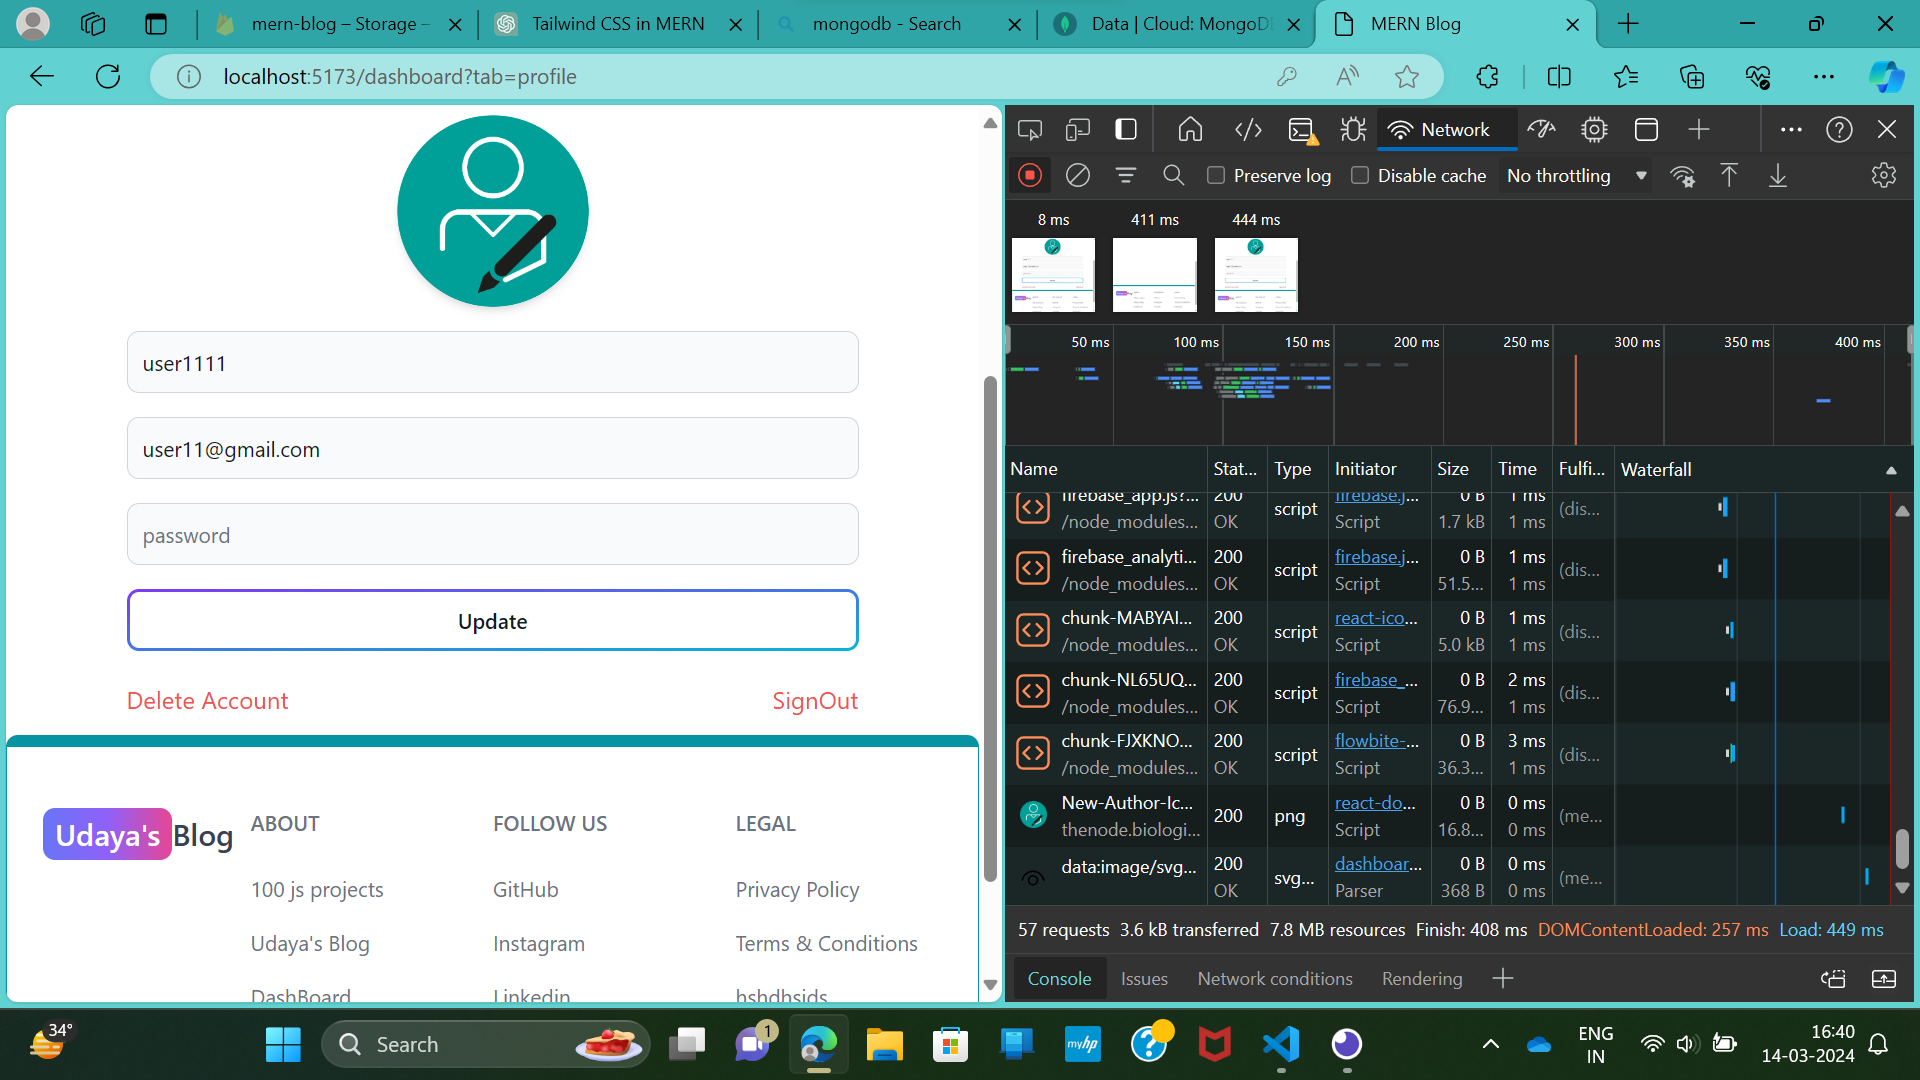 mern-blog – Storage –
Tailwind CSS in MERN
mongodb - Search
Data | Cloud: MongoD
MERN Blog
localhost:5173/dashboard?tab=profile
user1111
user11@gmail.com
password
Update
Delete Account
SignOut
Udaya's Blog
ABOUT
FOLLOW US
LEGAL
100 js projects
GitHub
Privacy Policy
Udaya's Blog
Instagram
Terms & Conditions
DashBoard
Linkedin
hshdhsids
Network
Preserve log
Disable cache
No throttling
8 ms
411 ms
444 ms
50 ms
100 ms
150 ms
200 ms
250 ms
300 ms
350 ms
400 ms
Name Stat... Type Initiator Size Time Fulfi... Waterfall
firebase_app.js?... 200 script firebase.j... 0 B 1 ms (dis...
/node_modules... OK Script 1.7 kB 1 ms
firebase_analyti... 200 script firebase.j... 0 B 1 ms (dis...
/node_modules... OK Script 51.5... 1 ms
chunk-MABYAI... 200 script react-ico... 0 B 1 ms (dis...
/node_modules... OK Script 5.0 kB 1 ms
chunk-NL65UQ... 200 script firebase_... 0 B 2 ms (dis...
/node_modules... OK Script 76.9... 1 ms
chunk-FJXKNO... 200 script flowbite-... 0 B 3 ms (dis...
/node_modules... OK Script 36.3... 1 ms
New-Author-Ic... 200 png react-do... 0 B 0 ms (me...
thenode.biologi... Script 16.8... 0 ms
data:image/svg... 200 svg... dashboar... 0 B 0 ms (me...
OK Parser 368 B 0 ms
57 requests 3.6 kB transferred 7.8 MB resources Finish: 408 ms DOMContentLoaded: 257 ms Load: 449 ms
Console
Issues
Network conditions
Rendering
34°
Search
1
myhp
ENG
IN
16:40
14-03-2024